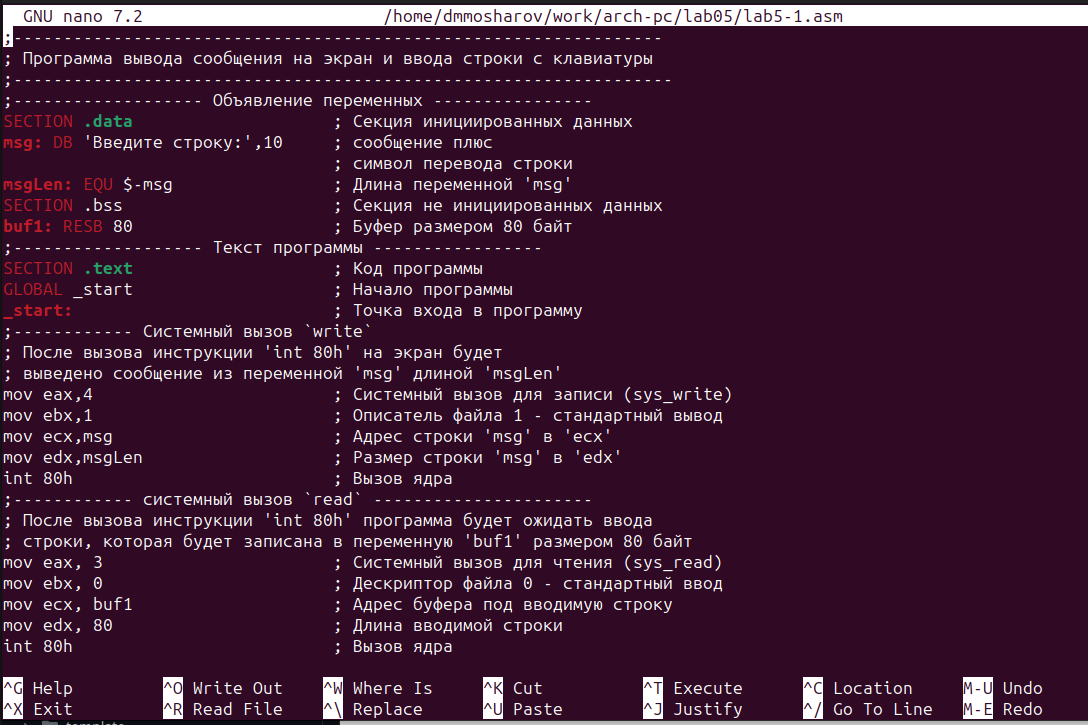 GNU nano 7.2 /home/dmmosharov/work/arch-pc/lab05/lab5-1.asm
;-----------------------------------------------------------------
; Программа вывода сообщения на экран и ввода строки с клавиатуры
;------------------------------------------------------------------
;------------------- Объявление переменных ----------------
SECTION .data ; Секция инициированных данных
msg: DB 'Введите строку:',10 ; сообщение плюс
; символ перевода строки
msgLen: EQU $-msg ; Длина переменной 'msg'
SECTION .bss ; Секция не инициированных данных
buf1: RESB 80 ; Буфер размером 80 байт
;------------------- Текст программы -----------------
SECTION .text ; Код программы
GLOBAL _start ; Начало программы
_start: ; Точка входа в программу
;------------ Системный вызов `write`
; После вызова инструкции 'int 80h' на экран будет
; выведено сообщение из переменной 'msg' длиной 'msgLen'
mov eax,4 ; Системный вызов для записи (sys_write)
mov ebx,1 ; Описатель файла 1 - стандартный вывод
mov ecx,msg ; Адрес строки 'msg' в 'ecx'
mov edx,msgLen ; Размер строки 'msg' в 'edx'
int 80h ; Вызов ядра
;------------ системный вызов `read` ----------------------
; После вызова инструкции 'int 80h' программа будет ожидать ввода
; строки, которая будет записана в переменную 'buf1' размером 80 байт
mov eax, 3 ; Системный вызов для чтения (sys_read)
mov ebx, 0 ; Дескриптор файла 0 - стандартный ввод
mov ecx, buf1 ; Адрес буфера под вводимую строку
mov edx, 80 ; Длина вводимой строки
int 80h ; Вызов ядра
^G Help ^O Write Out ^W Where Is ^K Cut ^T Execute ^C Location M-U Undo
^X Exit ^R Read File ^\ Replace ^U Paste ^J Justify ^/ Go To Line M-E Redo